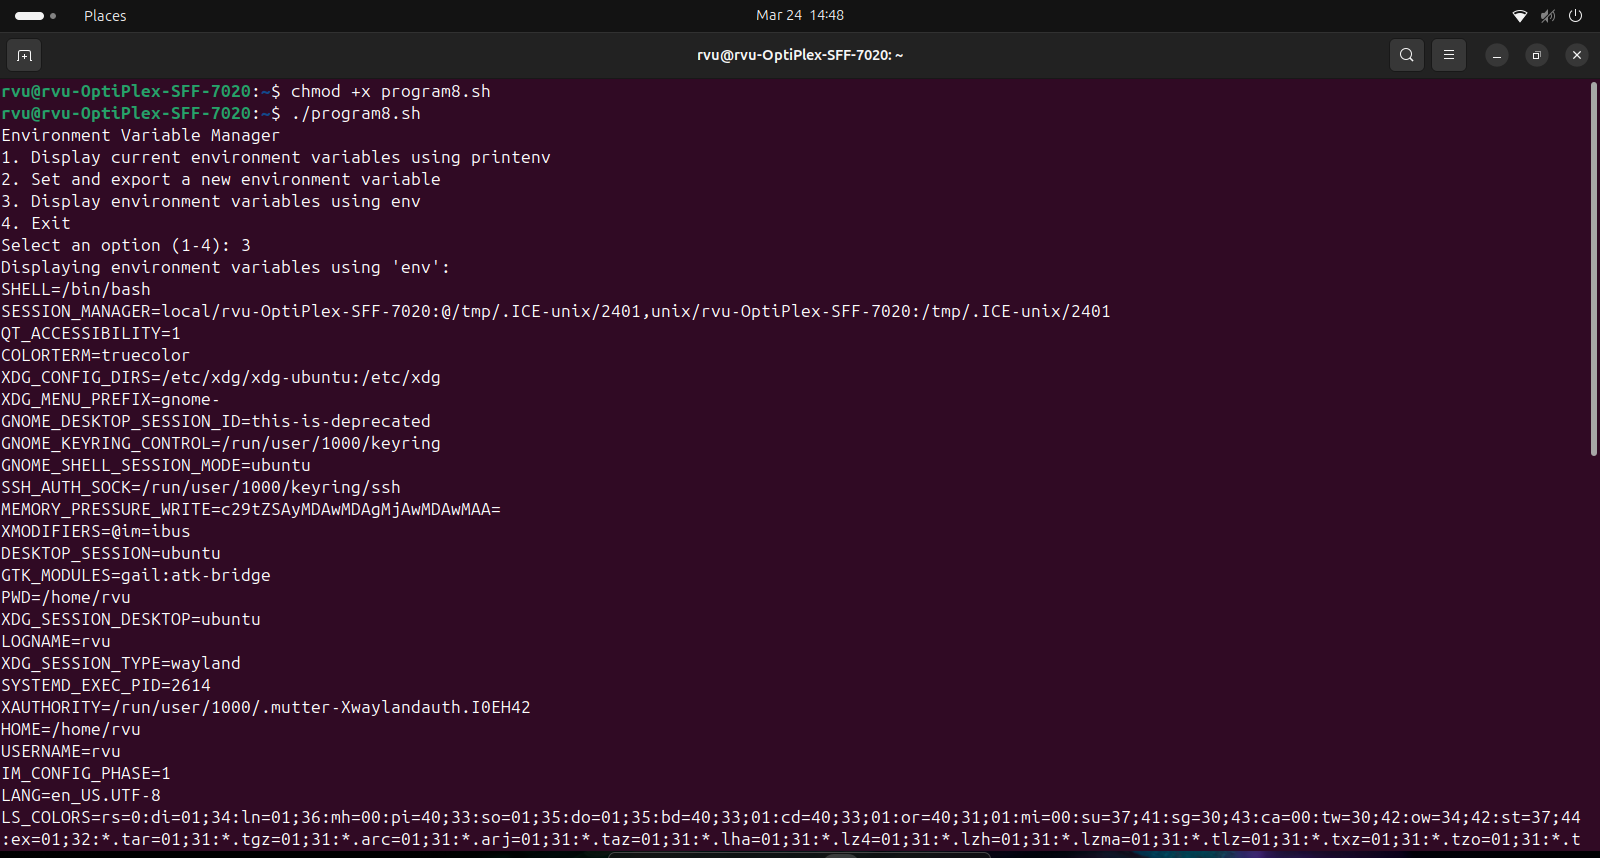 Places
Mar 24 14:48
rvu@rvu-OptiPlex-SFF-7020: ~
rvu@rvu-OptiPlex-SFF-7020:~$ chmod +x program8.sh
rvu@rvu-OptiPlex-SFF-7020:~$ ./program8.sh
Environment Variable Manager
1. Display current environment variables using printenv
2. Set and export a new environment variable
3. Display environment variables using env
4. Exit
Select an option (1-4): 3
Displaying environment variables using 'env':
SHELL=/bin/bash
SESSION_MANAGER=local/rvu-OptiPlex-SFF-7020:@/tmp/.ICE-unix/2401,unix/rvu-OptiPlex-SFF-7020:/tmp/.ICE-unix/2401
QT_ACCESSIBILITY=1
COLORTERM=truecolor
XDG_CONFIG_DIRS=/etc/xdg/xdg-ubuntu:/etc/xdg
XDG_MENU_PREFIX=gnome-
GNOME_DESKTOP_SESSION_ID=this-is-deprecated
GNOME_KEYRING_CONTROL=/run/user/1000/keyring
GNOME_SHELL_SESSION_MODE=ubuntu
SSH_AUTH_SOCK=/run/user/1000/keyring/ssh
MEMORY_PRESSURE_WRITE=c29tZSAyMDAwMDAgMjAwMDAwMAA=
XMODIFIERS=@im=ibus
DESKTOP_SESSION=ubuntu
GTK_MODULES=gail:atk-bridge
PWD=/home/rvu
XDG_SESSION_DESKTOP=ubuntu
LOGNAME=rvu
XDG_SESSION_TYPE=wayland
SYSTEMD_EXEC_PID=2614
XAUTHORITY=/run/user/1000/.mutter-Xwaylandauth.I0EH42
HOME=/home/rvu
USERNAME=rvu
IM_CONFIG_PHASE=1
LANG=en_US.UTF-8
LS_COLORS=rs=0:di=01;34:ln=01;36:mh=00:pi=40;33:so=01;35:do=01;35:bd=40;33;01:cd=40;33;01:or=40;31;01:mi=00:su=37;41:sg=30;43:ca=00:tw=30;42:ow=34;42:st=37;44
:ex=01;32:*.tar=01;31:*.tgz=01;31:*.arc=01;31:*.arj=01;31:*.taz=01;31:*.lha=01;31:*.lz4=01;31:*.lzh=01;31:*.lzma=01;31:*.tlz=01;31:*.txz=01;31:*.tzo=01;31:*.t